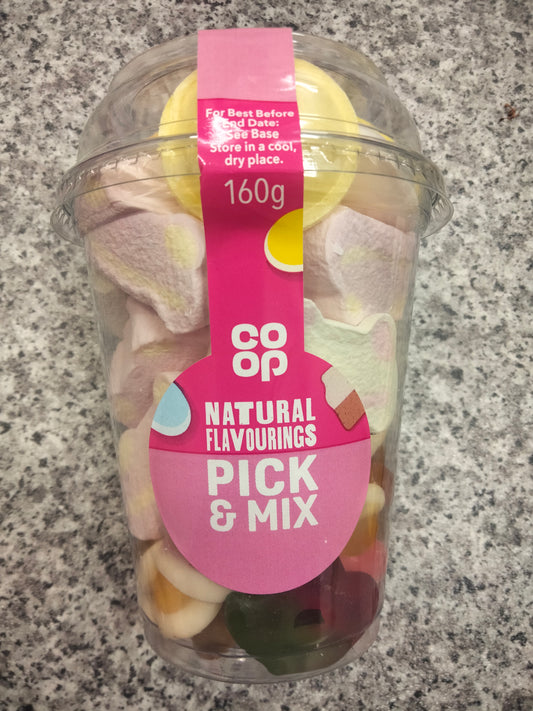 For Best Before
End Date:
See Base
Store in a cool,
dry place.
160g
CO
OP
NATURAL
FLAVOURINGS
PICK
& MIX